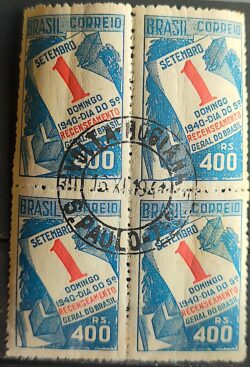 BRASIL CORREIO
SETEMBRO
1
DOMINGO
1940-DIA DO 5º
RECENSEAMENTO
GERAL DO BRASIL
RS.
400
BRASIL CORREIO
SETEMBRO
1
DOMINGO
1940-DIA DO 5º
RECENSEAMENTO
GERAL DO BRASIL
RS.
400
BRASIL CORREIO
SETEMBRO
1
DOMINGO
1940-DIA DO 5º
RECENSEAMENTO
GERAL DO BRASIL
RS.
400
BRASIL CORREIO
SETEMBRO
1
DOMINGO
1940-DIA DO 5º
RECENSEAMENTO
GERAL DO BRASIL
RS.
400
S. PAULO